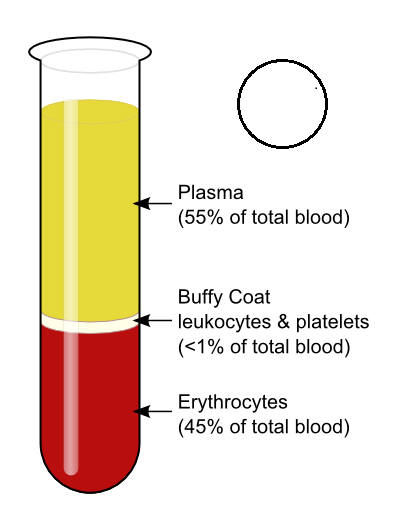 Plasma
(55% of total blood)
Buffy Coat
leukocytes & platelets
(<1% of total blood)
Erythrocytes
(45% of total blood)